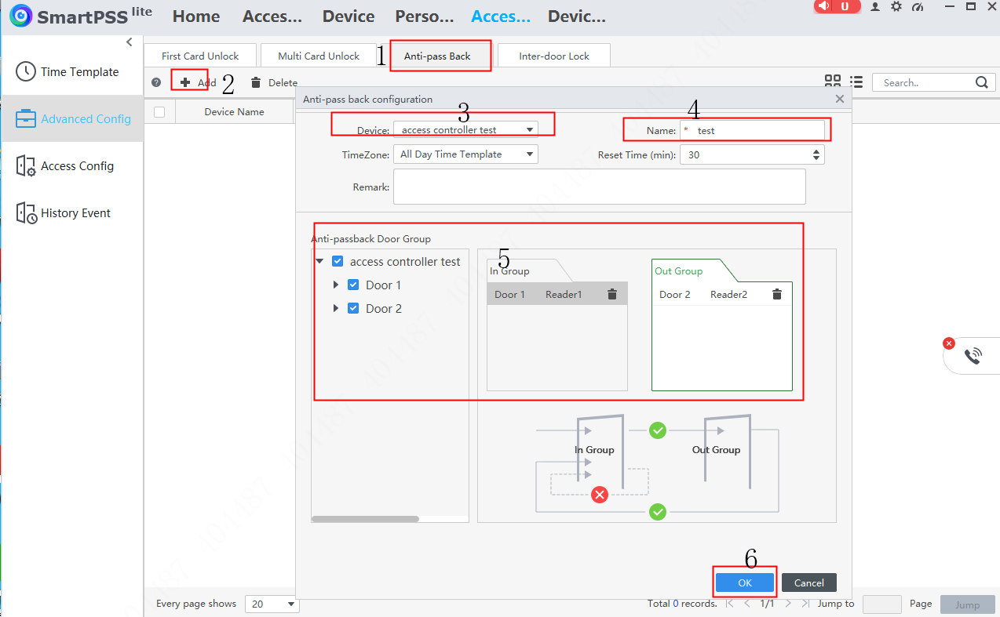 SmartPSS lite
Home Acces... Device Perso... Acces... Devic...
Time Template
Advanced Config
Access Config
History Event
First Card Unlock Multi Card Unlock 1 Anti-pass Back Inter-door Lock
Add 2 Delete Search..
Device Name
Anti-pass back configuration
3 4
Device: access controller test Name: * test
TimeZone: All Day Time Template Reset Time (min): 30
Remark:
Anti-passback Door Group
access controller test
Door 1
Door 2
5
In Group
Door 1 Reader1
Out Group
Door 2 Reader2
In Group Out Group
6
OK Cancel
Every page shows 20 Total 0 records. 1/1 Jump to Page Jump
104487